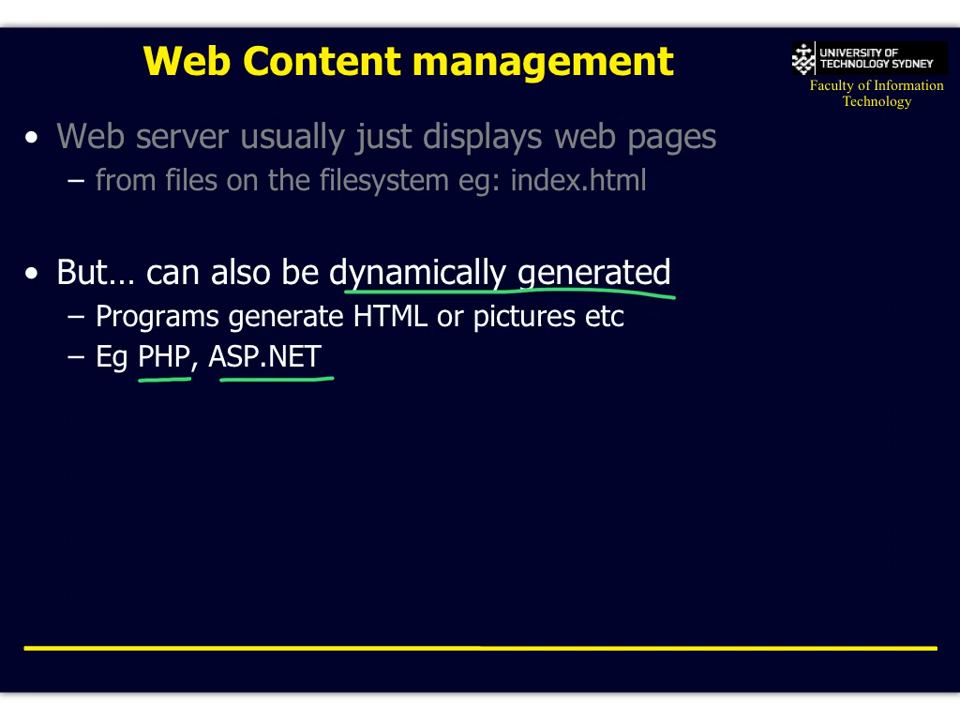 Web Content management
UNIVERSITY OF
TECHNOLOGY SYDNEY
Faculty of Information
Technology
• Web server usually just displays web pages
– from files on the filesystem eg: index.html
• But… can also be dynamically generated
– Programs generate HTML or pictures etc
– Eg PHP, ASP.NET